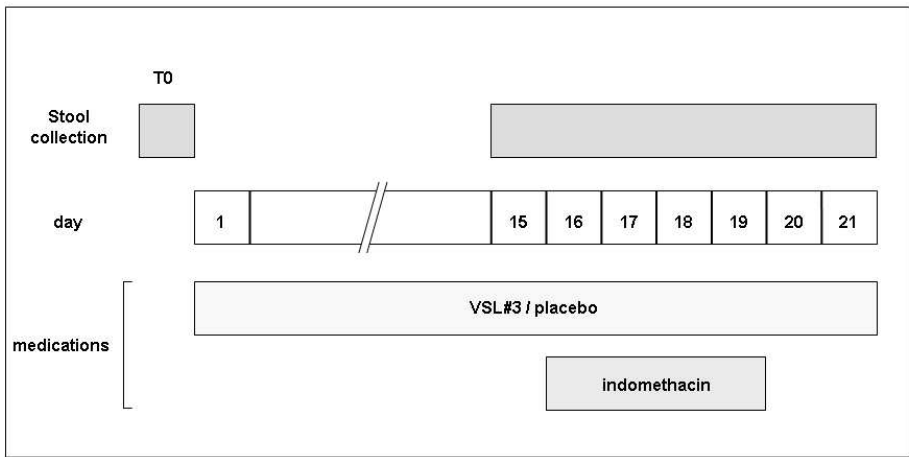 T0
Stool
collection
day
1
15
16
17
18
19
20
21
medications
VSL#3 / placebo
indomethacin